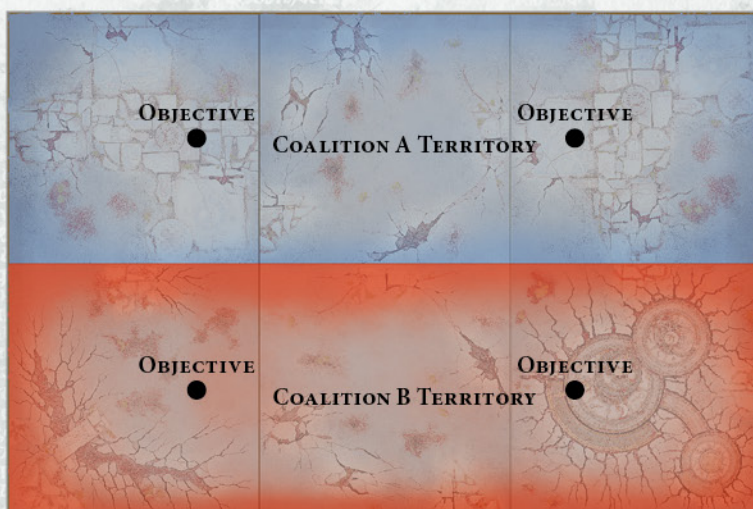 Objective
Objective
Coalition A Territory
Objective
Objective
Coalition B Territory